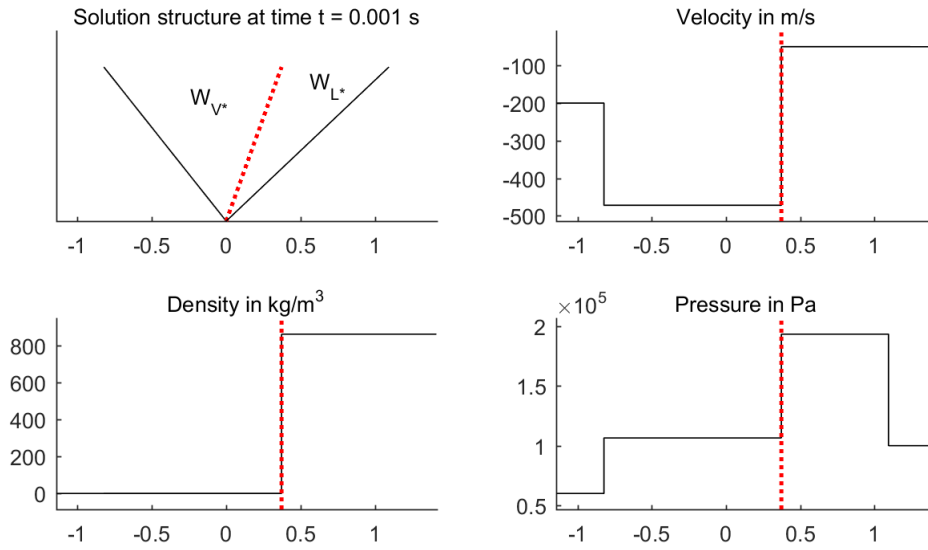 Solution structure at time t = 0.001 s
W_V*
W_L*
-1 -0.5 0 0.5 1
Velocity in m/s
-100
-200
-300
-400
-500
-1 -0.5 0 0.5 1
Density in kg/m³
800
600
400
200
0
-1 -0.5 0 0.5 1
Pressure in Pa
×10⁵
2
1.5
1
0.5
-1 -0.5 0 0.5 1